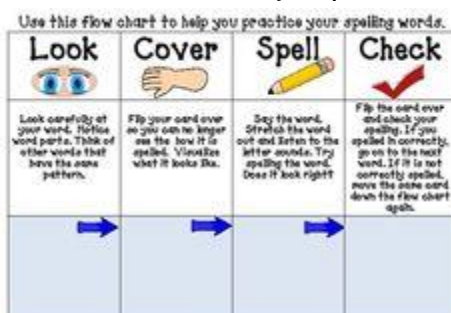 Use this flow chart to help you practice your spelling words.
Look
Cover
Spell
Check
Look carefully at
your word. Notice
word parts. Think of
other words that
have the same
pattern.
Flip your card over
so you can no longer
see the how it is
spelled. Visualize
what it looks like.
Say the word.
Stretch the word
out and listen to the
letter sounds. Try
spelling the word.
Does it look right?
Flip the card over
and check your
spelling. If you
spelled in correctly,
go on to the next
word. If it is not
correctly spelled,
move the same card
down the flow chart
again.